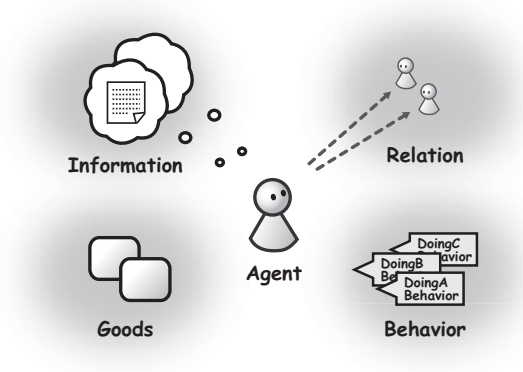 Information
Relation
Agent
Goods
DoingC
avior
DoingB
Be
DoingA
Behavior
Behavior